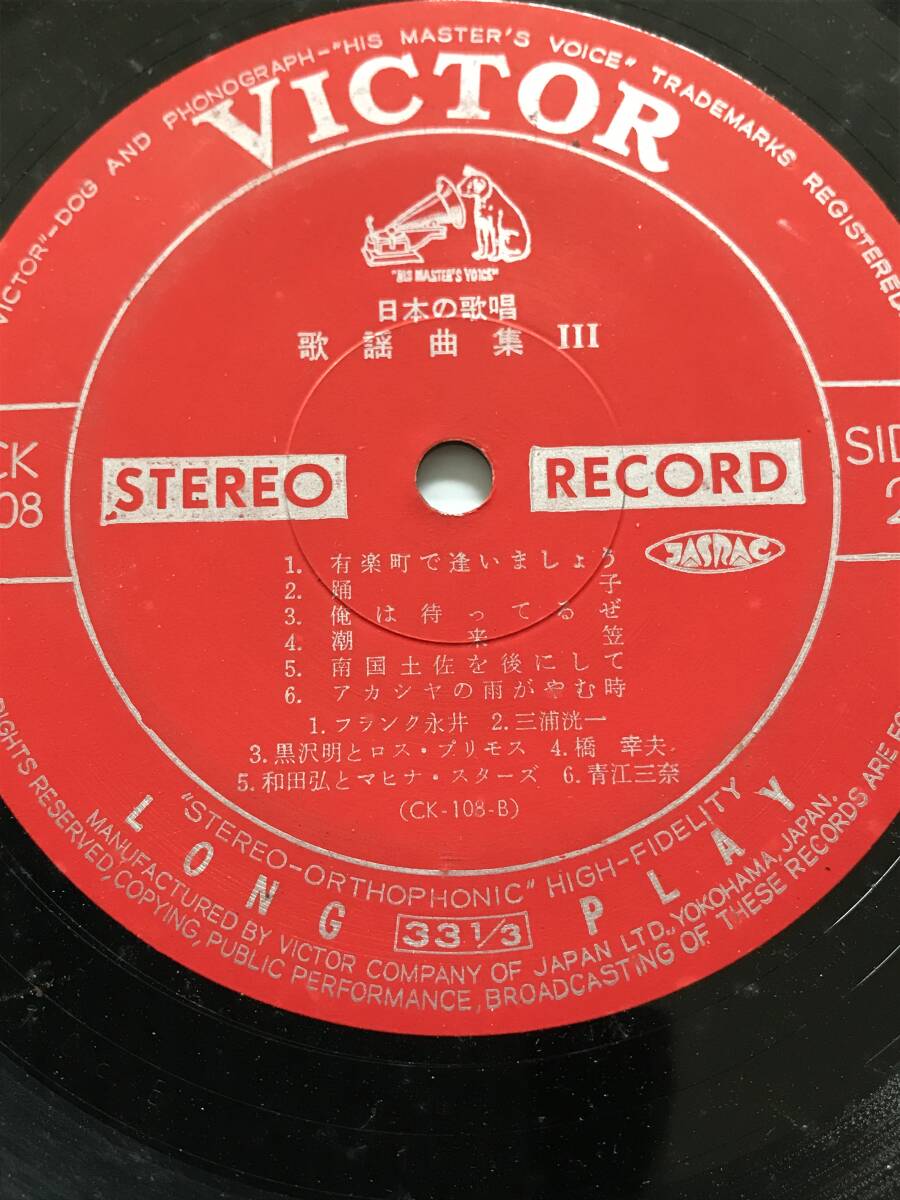 VICTOR"-DOG AND PHONOGRAPH-"HIS MASTER'S VOICE" TRADEMARKS REGISTERED
VICTOR
"HIS MASTER'S VOICE"
日本の歌唱
歌謡曲集 III
CK
08
STEREO
RECORD
SID
2
JASRAC
1. 有楽町で逢いましょう
2. 踊子
3. 俺は待ってるぜ
4. 潮来笠
5. 南国土佐を後にして
6. アカシヤの雨がやむ時
1.フランク永井 2.三浦洸一
3.黒沢明とロス・プリモス 4.橋 幸夫
5.和田弘とマヒナ・スターズ 6.青江三奈
(CK-108-B)
"STEREO-ORTHOPHONIC" HIGH-FIDELITY
LONG 33 1/3 PLAY
MANUFACTURED BY VICTOR COMPANY OF JAPAN LTD., YOKOHAMA, JAPAN.
RIGHTS RESERVED, COPYING, PUBLIC PERFORMANCE, BROADCASTING OF THESE RECORDS ARE FO